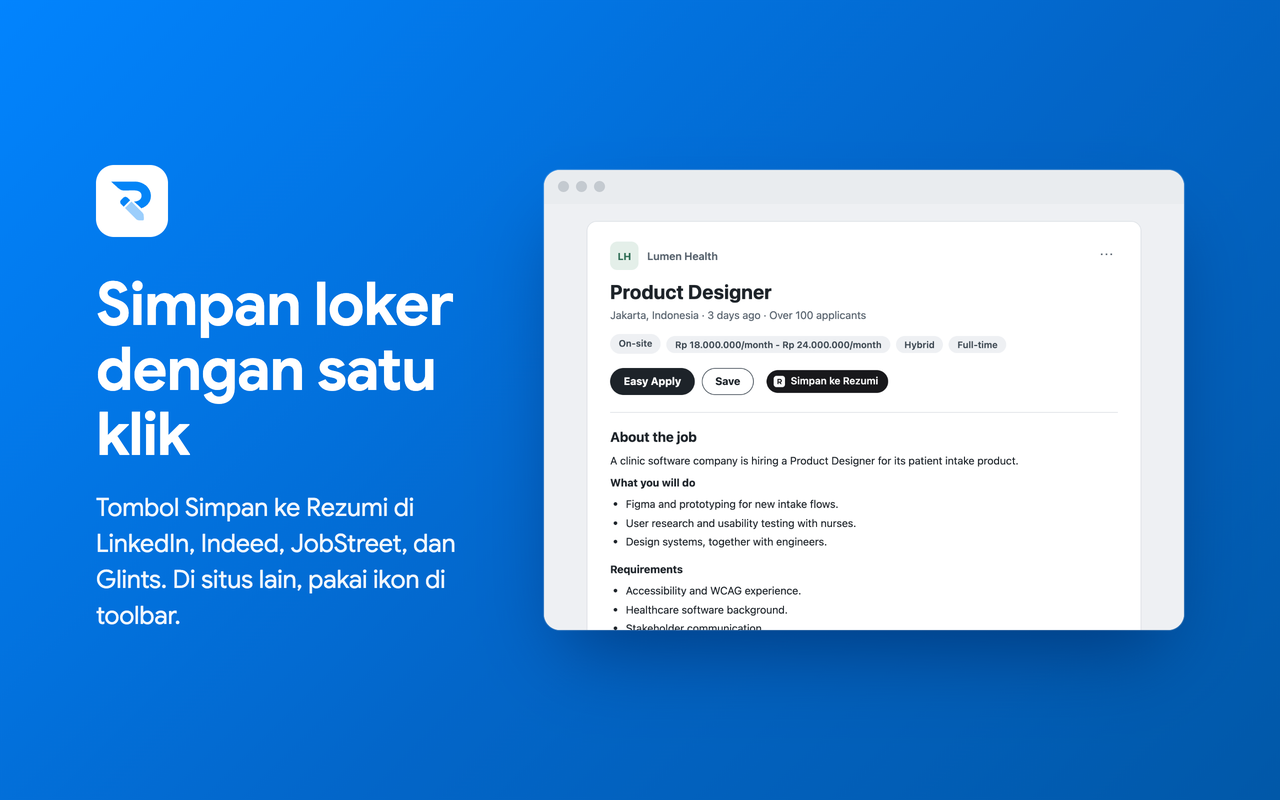 Simpan loker
dengan satu
klik
Tombol Simpan ke Rezumi di
LinkedIn, Indeed, JobStreet, dan
Glints. Di situs lain, pakai ikon di
toolbar.
LH Lumen Health
Product Designer
Jakarta, Indonesia · 3 days ago · Over 100 applicants
On-site Rp 18.000.000/month - Rp 24.000.000/month Hybrid Full-time
Easy Apply Save R Simpan ke Rezumi
About the job
A clinic software company is hiring a Product Designer for its patient intake product.
What you will do
• Figma and prototyping for new intake flows.
• User research and usability testing with nurses.
• Design systems, together with engineers.
Requirements
• Accessibility and WCAG experience.
• Healthcare software background.
• Stakeholder communication